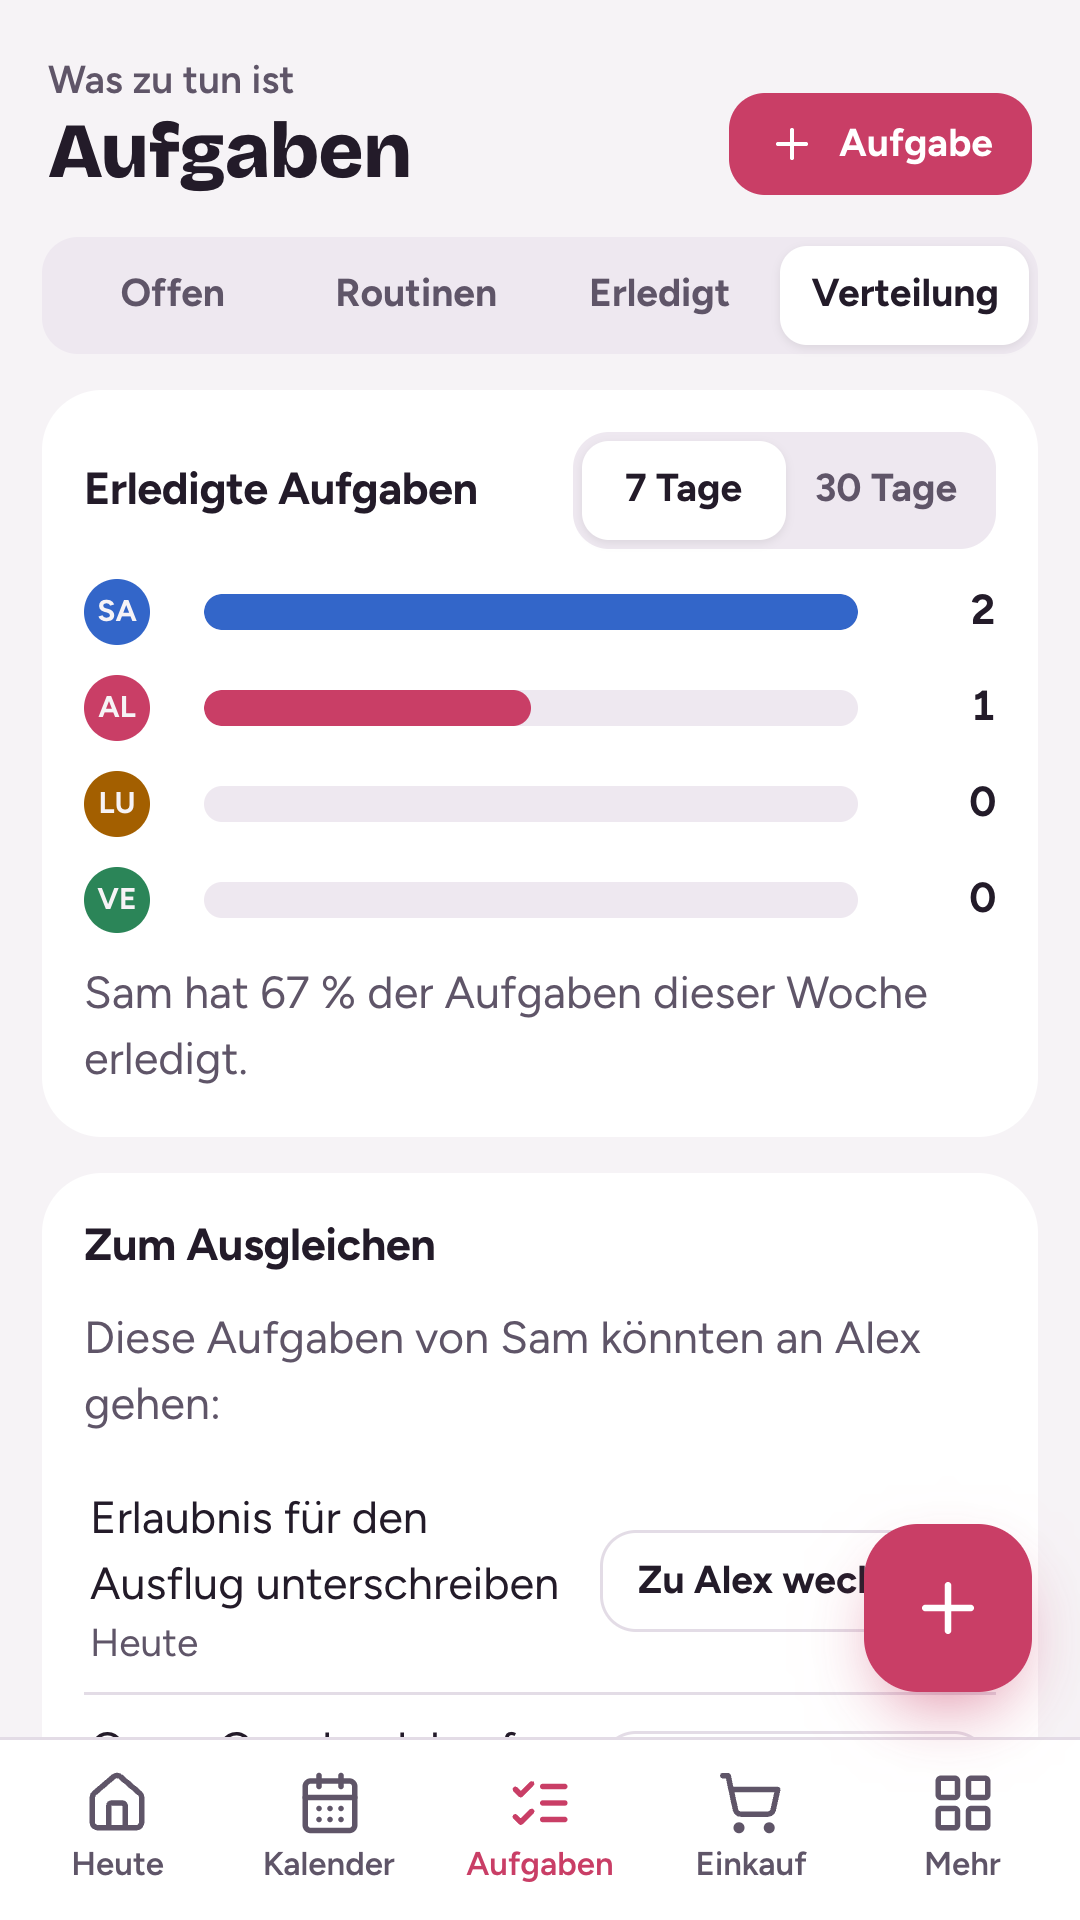 Was zu tun ist
Aufgaben
Aufgabe
Offen
Routinen
Erledigt
Verteilung
Erledigte Aufgaben
7 Tage
30 Tage
SA
2
AL
1
LU
0
VE
0
Sam hat 67 % der Aufgaben dieser Woche
erledigt.
Zum Ausgleichen
Diese Aufgaben von Sam könnten an Alex
gehen:
Erlaubnis für den
Ausflug unterschreiben
Heute
Zu Alex
Heute
Kalender
Aufgaben
Einkauf
Mehr